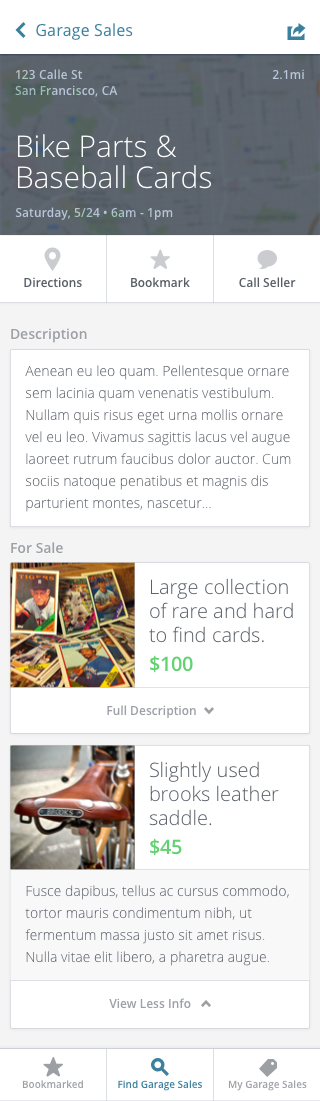 Garage Sales
123 Calle St
2.1mi
San Francisco, CA
Bike Parts &
Baseball Cards
Saturday, 5/24 • 6am - 1pm
Directions
Bookmark
Call Seller
Description
Aenean eu leo quam. Pellentesque ornare
sem lacinia quam venenatis vestibulum.
Nullam quis risus eget urna mollis ornare
vel eu leo. Vivamus sagittis lacus vel augue
laoreet rutrum faucibus dolor auctor. Cum
sociis natoque penatibus et magnis dis
parturient montes, nascetur...
For Sale
TIGERS
Large collection
of rare and hard
to find cards.
$100
Full Description
BROOKS
Slightly used
brooks leather
saddle.
$45
Fusce dapibus, tellus ac cursus commodo,
tortor mauris condimentum nibh, ut
fermentum massa justo sit amet risus.
Nulla vitae elit libero, a pharetra augue.
View Less Info
Bookmarked
Find Garage Sales
My Garage Sales